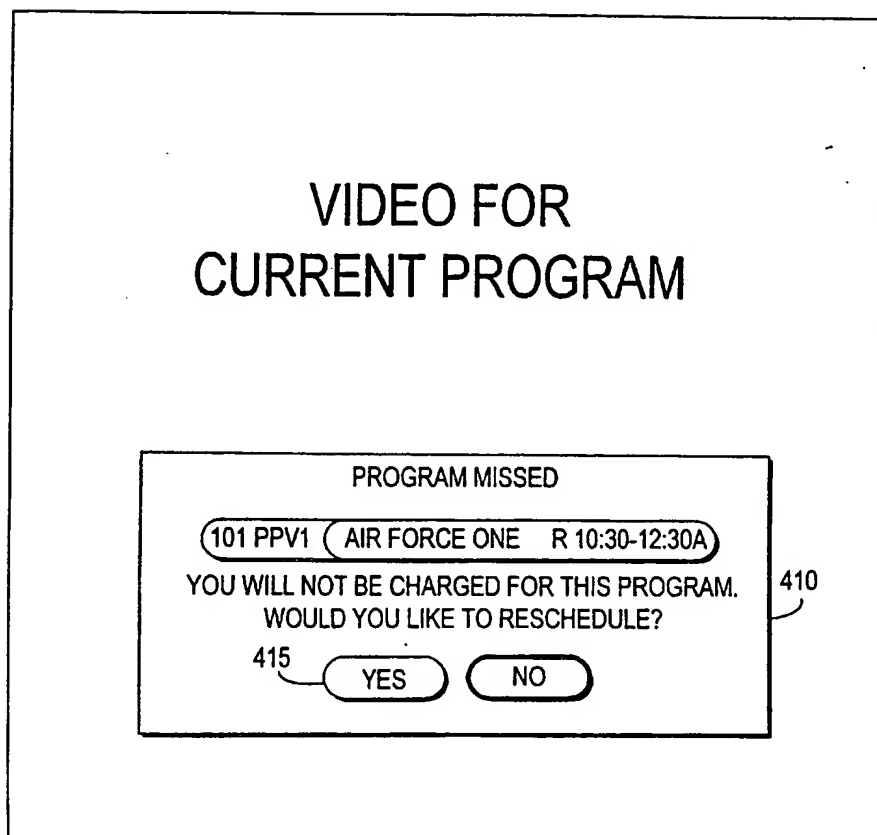 VIDEO FOR
CURRENT PROGRAM
PROGRAM MISSED
101 PPV1 AIR FORCE ONE R 10:30-12:30A
YOU WILL NOT BE CHARGED FOR THIS PROGRAM.
WOULD YOU LIKE TO RESCHEDULE?
410
415
YES NO